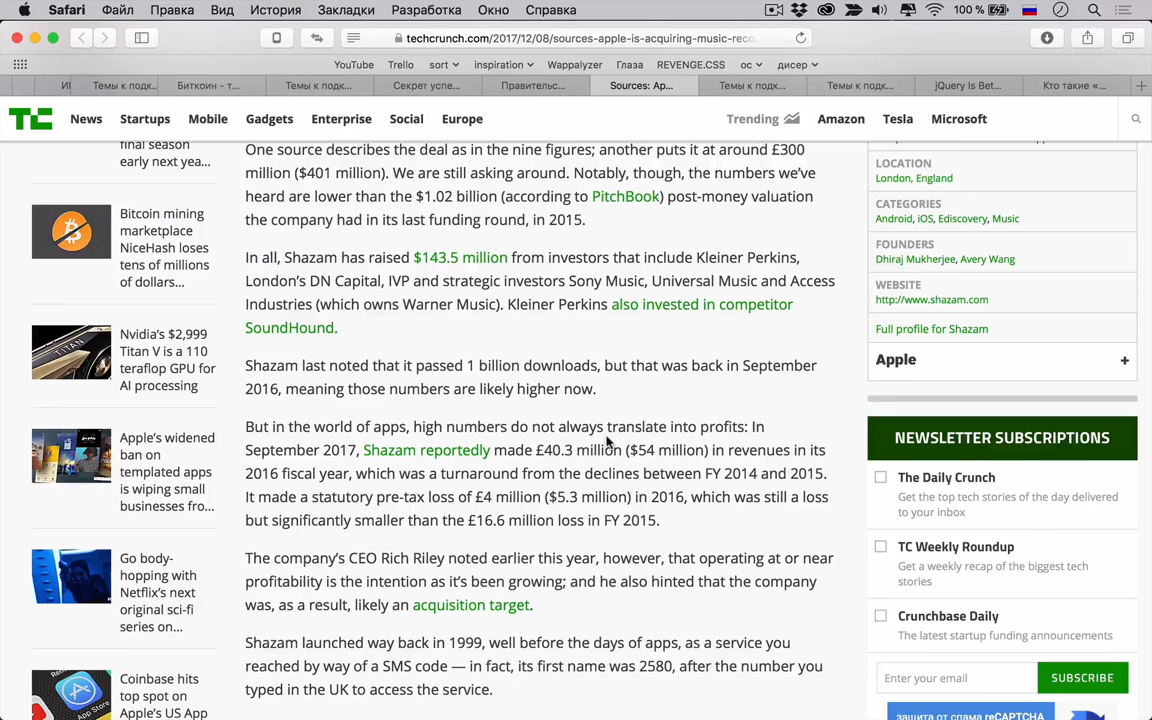 Safari Файл Правка Вид История Закладки Разработка Окно Справка 100 %
techcrunch.com/2017/12/08/sources-apple-is-acquiring-music-reco
YouTube Trello sort inspiration Wappalyzer Глаза REVENGE.CSS ос дисер
Темы к подк... Биткоин - т... Темы к подк... Секрет успе... Правительс... Sources: Ap... Темы к подк... Темы к подк... jQuery Is Bet... Кто такие «...
TC News Startups Mobile Gadgets Enterprise Social Europe Trending Amazon Tesla Microsoft
final season
early next yea...
Bitcoin mining
marketplace
NiceHash loses
tens of millions
of dollars...
Nvidia’s $2,999
Titan V is a 110
teraflop GPU for
AI processing
Apple’s widened
ban on
templated apps
is wiping small
businesses fro...
Go body-
hopping with
Netflix’s next
original sci-fi
series on...
Coinbase hits
top spot on
Apple’s US App
App Store
One source describes the deal as in the nine figures; another puts it at around £300
million ($401 million). We are still asking around. Notably, though, the numbers we’ve
heard are lower than the $1.02 billion (according to PitchBook) post-money valuation
the company had in its last funding round, in 2015.
In all, Shazam has raised $143.5 million from investors that include Kleiner Perkins,
London’s DN Capital, IVP and strategic investors Sony Music, Universal Music and Access
Industries (which owns Warner Music). Kleiner Perkins also invested in competitor
SoundHound.
Shazam last noted that it passed 1 billion downloads, but that was back in September
2016, meaning those numbers are likely higher now.
But in the world of apps, high numbers do not always translate into profits: In
September 2017, Shazam reportedly made £40.3 million ($54 million) in revenues in its
2016 fiscal year, which was a turnaround from the declines between FY 2014 and 2015.
It made a statutory pre-tax loss of £4 million ($5.3 million) in 2016, which was still a loss
but significantly smaller than the £16.6 million loss in FY 2015.
The company’s CEO Rich Riley noted earlier this year, however, that operating at or near
profitability is the intention as it’s been growing; and he also hinted that the company
was, as a result, likely an acquisition target.
Shazam launched way back in 1999, well before the days of apps, as a service you
reached by way of a SMS code — in fact, its first name was 2580, after the number you
typed in the UK to access the service.
LOCATION
London, England
CATEGORIES
Android, iOS, Ediscovery, Music
FOUNDERS
Dhiraj Mukherjee, Avery Wang
WEBSITE
http://www.shazam.com
Full profile for Shazam
Apple +
NEWSLETTER SUBSCRIPTIONS
The Daily Crunch
Get the top tech stories of the day delivered
to your inbox
TC Weekly Roundup
Get a weekly recap of the biggest tech
stories
Crunchbase Daily
The latest startup funding announcements
Enter your email SUBSCRIBE
защита от спама reCAPTCHA